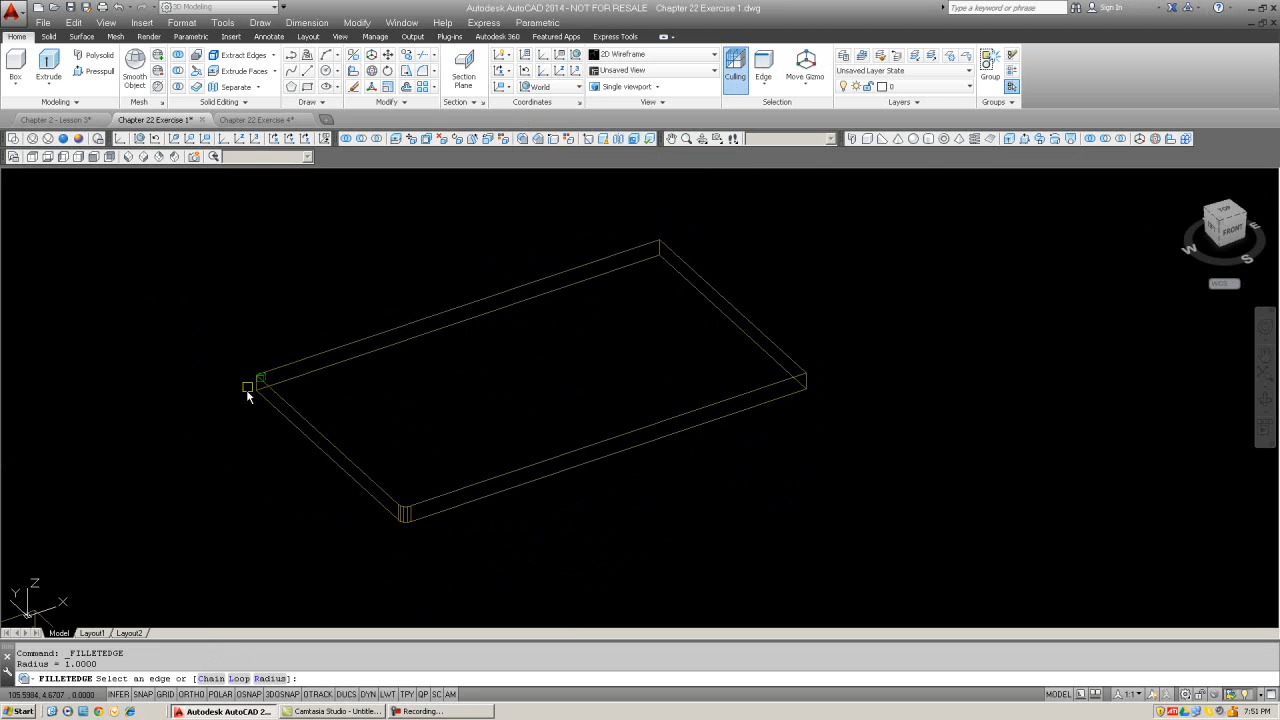 Autodesk AutoCAD 2014 - NOT FOR RESALE Chapter 22 Exercise 1.dwg
3D Modeling
Type a keyword or phrase
Sign In
File Edit View Insert Format Tools Draw Dimension Modify Window Help Express Parametric
Home Solid Surface Mesh Render Parametric Insert Annotate Layout View Manage Output Plug-ins Autodesk 360 Featured Apps Express Tools
Box
Extrude
Polysolid
Presspull
Smooth Object
Extract Edges
Extrude Faces
Separate
Section Plane
World
2D Wireframe
Unsaved View
Single viewport
Culling
Edge
Move Gizmo
Unsaved Layer State
0
Group
Modeling Mesh Solid Editing Draw Modify Section Coordinates View Selection Layers Groups
Chapter 2 - Lesson 3* Chapter 22 Exercise 1* Chapter 22 Exercise 4*
TOP
FRONT
W
S
E
WCS
Z
Y
X
Model Layout1 Layout2
Command: _FILLETEDGE
Radius = 1.0000
FILLETEDGE Select an edge or [Chain Loop Radius]:
105.5984, 4.6707, 0.0000 INFER SNAP GRID ORTHO POLAR OSNAP 3DOSNAP OTRACK DUCS DYN LWT TPY QP SC AM MODEL 1:1
Start Autodesk AutoCAD 2... Camtasia Studio - Untitle... Recording... 7:51 PM